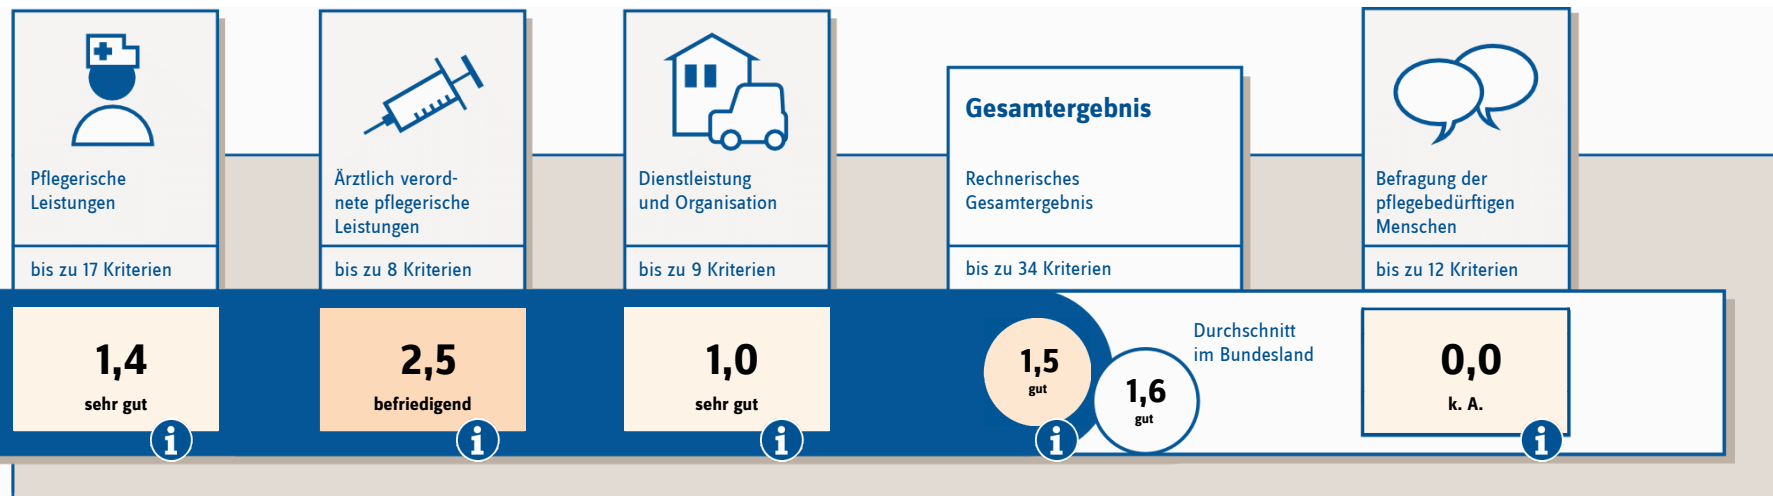 Pflegerische
Leistungen
bis zu 17 Kriterien
1,4
sehr gut
i
Ärztlich verord-
nete pflegerische
Leistungen
bis zu 8 Kriterien
2,5
befriedigend
i
Dienstleistung
und Organisation
bis zu 9 Kriterien
1,0
sehr gut
i
Gesamtergebnis
Rechnerisches
Gesamtergebnis
bis zu 34 Kriterien
1,5
gut
i
1,6
gut
Durchschnitt
im Bundesland
Befragung der
pflegebedürftigen
Menschen
bis zu 12 Kriterien
0,0
k. A.
i